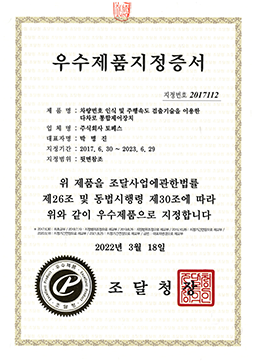 우수제품지정증서
지정번호 2017112
제 품 명 : 차량번호 인식 및 주행속도 검출기술을 이용한
다차로 통합제어장치
업 체 명 : 주식회사 토페스
대표자명 : 박 병 진
지정기간 : 2017. 6. 30 ~ 2023. 6. 29
지정범위 : 뒷면참조
위 제품을 조달사업에관한법률
제26조 및 동법시행령 제30조에 따라
위와 같이 우수제품으로 지정합니다
2022년 3월 18일
조 달 청 장